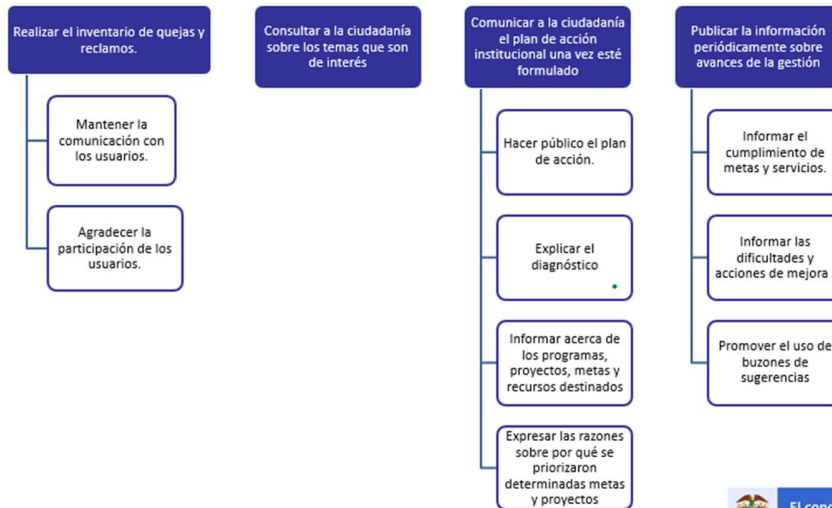 Realizar el inventario de quejas y
reclamos.
Mantener la
comunicación con
los usuarios.
Agradecer la
participación de los
usuarios.
Consultar a la ciudadanía
sobre los temas que son
de interés
Comunicar a la ciudadanía
el plan de acción
institucional una vez esté
formulado
Hacer público el plan
de acción.
Explicar el
diagnóstico
Informar acerca de
los programas,
proyectos, metas y
recursos destinados
Expresar las razones
sobre por qué se
priorizaron
determinadas metas
y proyectos
Publicar la información
periódicamente sobre
avances de la gestión
Informar el
cumplimiento de
metas y servicios.
Informar las
dificultades y
acciones de mejora
Promover el uso de
buzones de
sugerencias
El